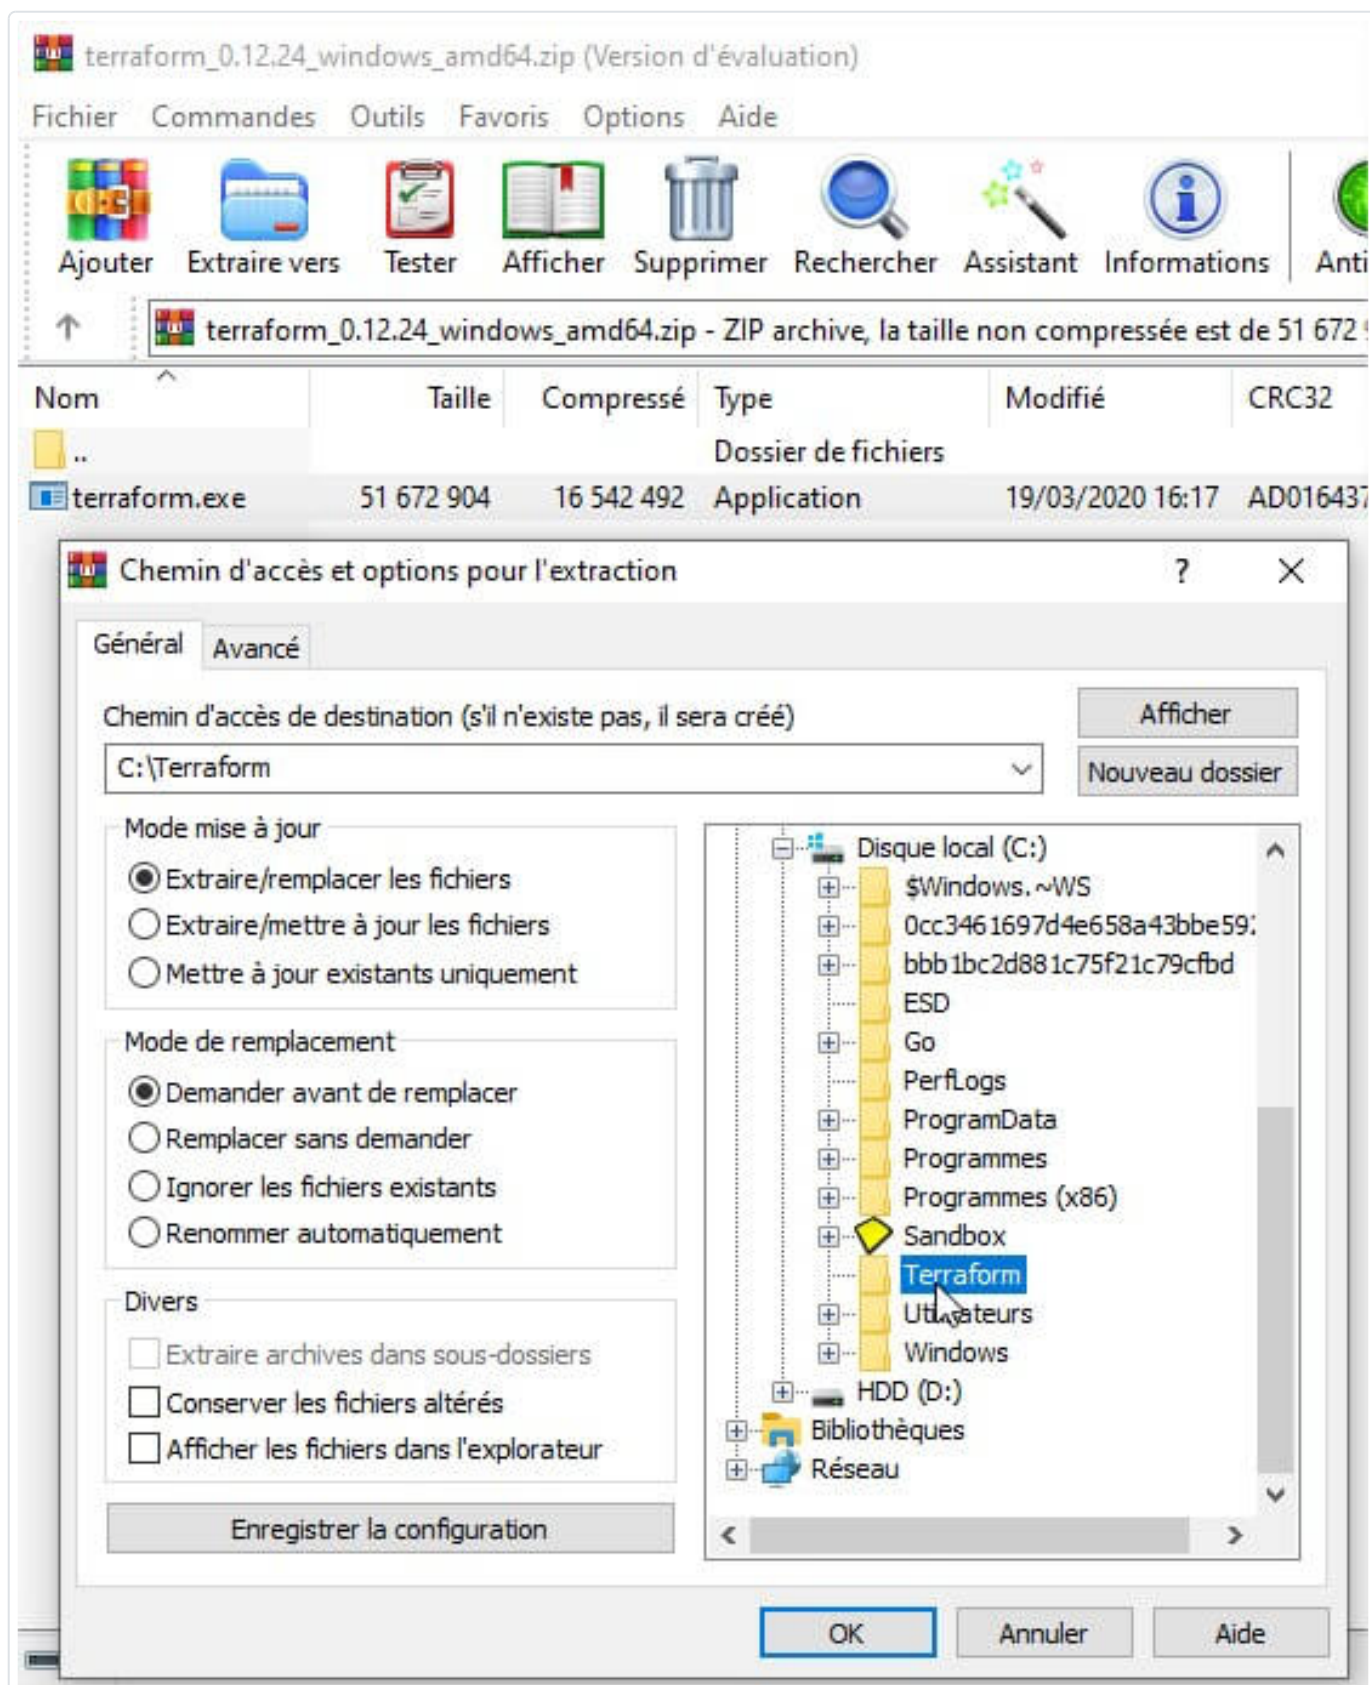 terraform_0.12.24_windows_amd64.zip (Version d'évaluation)
Fichier Commandes Outils Favoris Options Aide
Ajouter Extraire vers Tester Afficher Supprimer Rechercher Assistant Informations Anti
terraform_0.12.24_windows_amd64.zip - ZIP archive, la taille non compressée est de 51 672
Nom Taille Compressé Type Modifié CRC32
.. Dossier de fichiers
terraform.exe 51 672 904 16 542 492 Application 19/03/2020 16:17 AD016437
Chemin d'accès et options pour l'extraction ?
Général Avancé
Chemin d'accès de destination (s'il n'existe pas, il sera créé)
Afficher
C:\Terraform
Nouveau dossier
Mode mise à jour
Extraire/remplacer les fichiers
Extraire/mettre à jour les fichiers
Mettre à jour existants uniquement
Mode de remplacement
Demander avant de remplacer
Remplacer sans demander
Ignorer les fichiers existants
Renommer automatiquement
Divers
Extraire archives dans sous-dossiers
Conserver les fichiers altérés
Afficher les fichiers dans l'explorateur
Enregistrer la configuration
Disque local (C:)
$Windows.~WS
0cc3461697d4e658a43bbe592
bbb1bc2d881c75f21c79cfbd
ESD
Go
PerfLogs
ProgramData
Programmes
Programmes (x86)
Sandbox
Terraform
Utilisateurs
Windows
HDD (D:)
Bibliothèques
Réseau
OK Annuler Aide